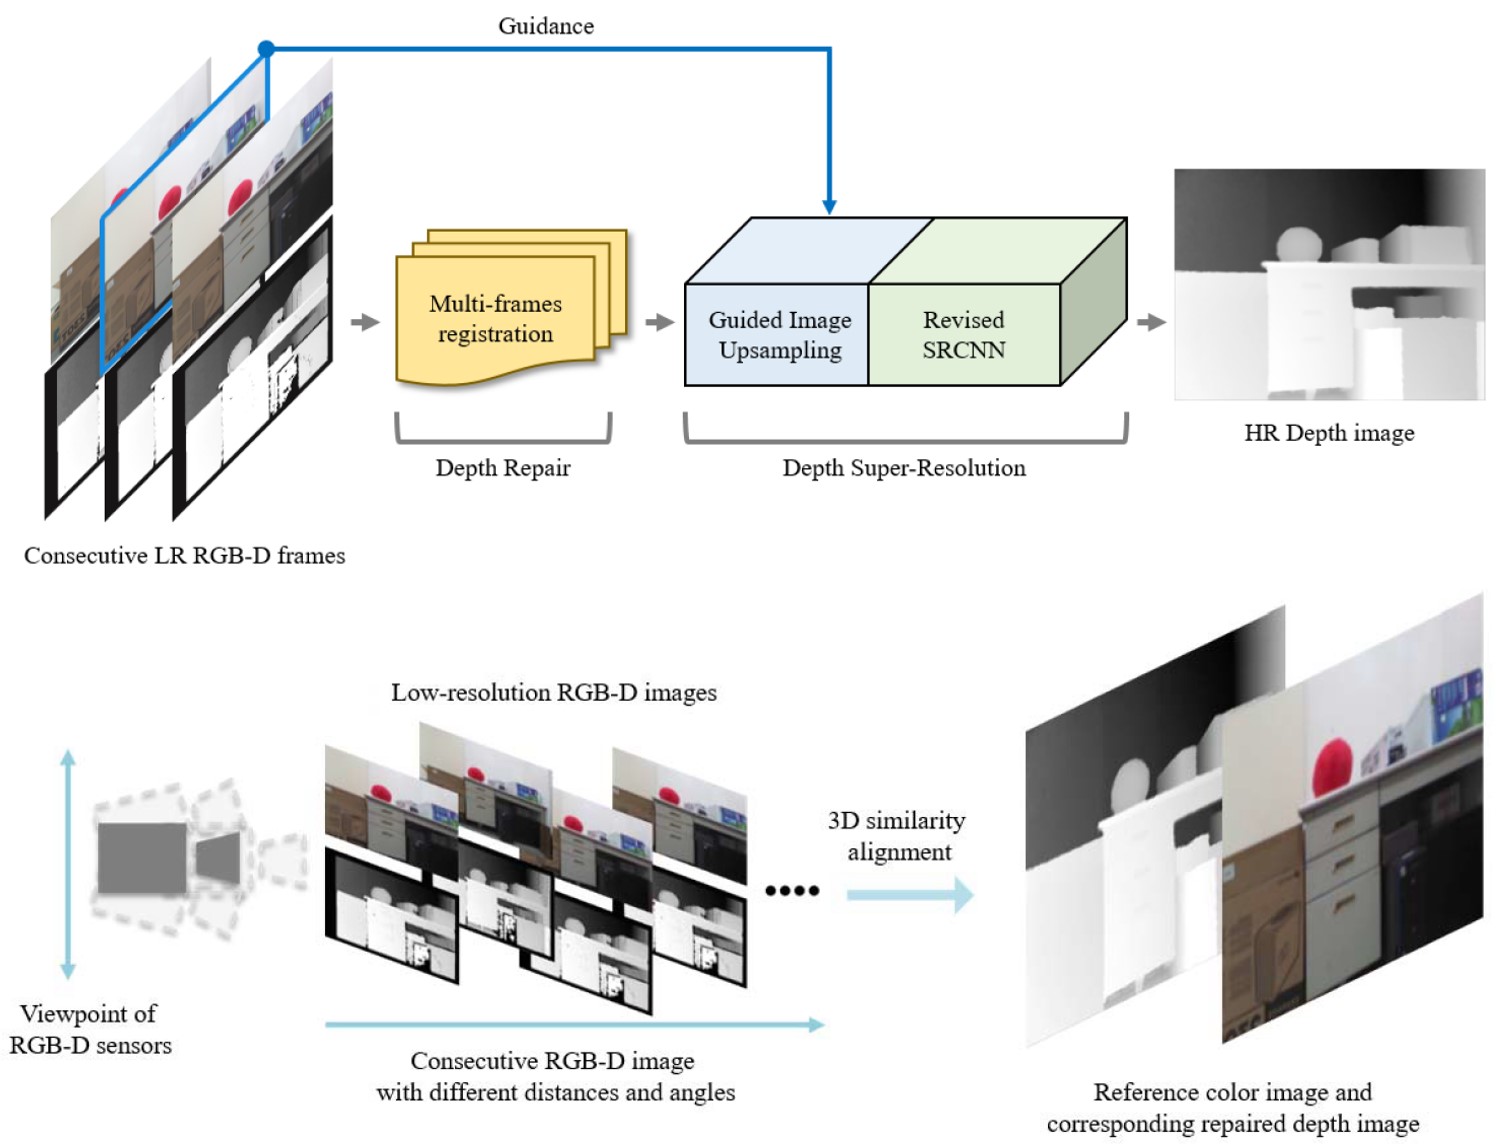 Guidance
Multi-frames
registration
Guided Image
Upsampling
Revised
SRCNN
HR Depth image
Depth Repair
Depth Super-Resolution
Consecutive LR RGB-D frames
Low-resolution RGB-D images
3D similarity
alignment
Viewpoint of
RGB-D sensors
Consecutive RGB-D image
with different distances and angles
Reference color image and
corresponding repaired depth image